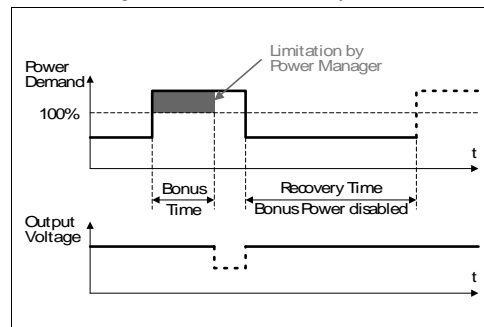 Limitation by
Power Manager
Power
Demand
100%
t
Bonus
Time
Recovery Time
Bonus Power disabled
Output
Voltage
t